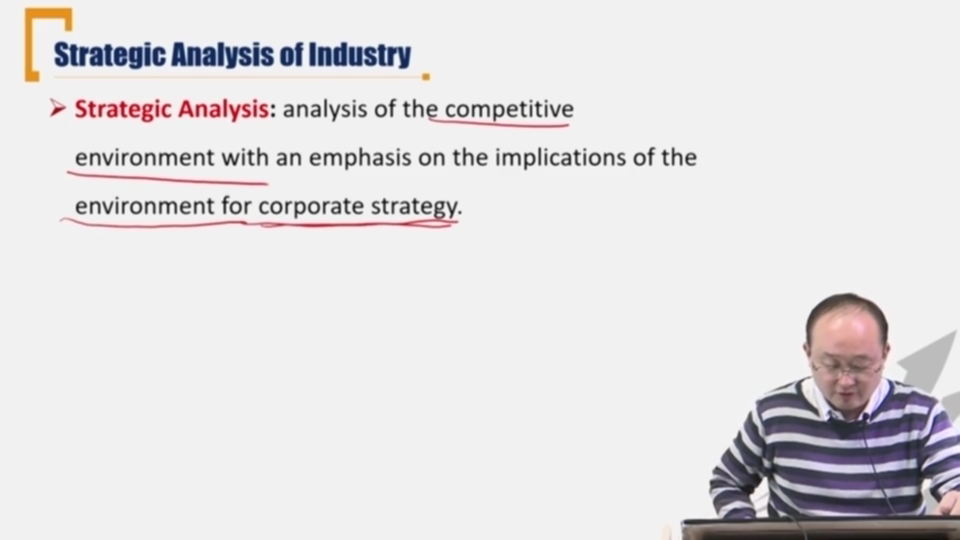 Strategic Analysis of Industry
Strategic Analysis: analysis of the competitive
environment with an emphasis on the implications of the
environment for corporate strategy.